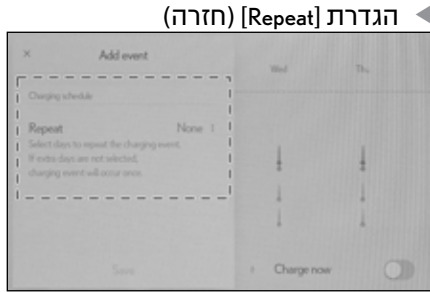 הגדרת [Repeat] (חזרה)
Add event
Wed
Thu
Charging schedule
Repeat
None
Select days to repeat the charging event.
If extra days are not selected,
charging event will occur once.
Save
Charge now